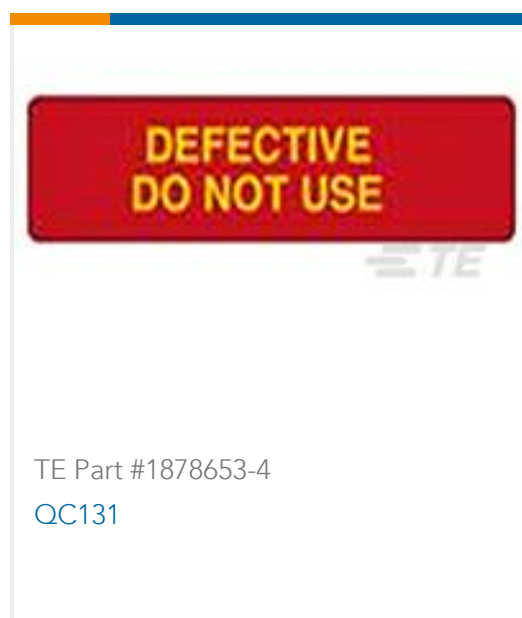 DEFECTIVE
DO NOT USE
TE
TE Part #1878653-4
QC131